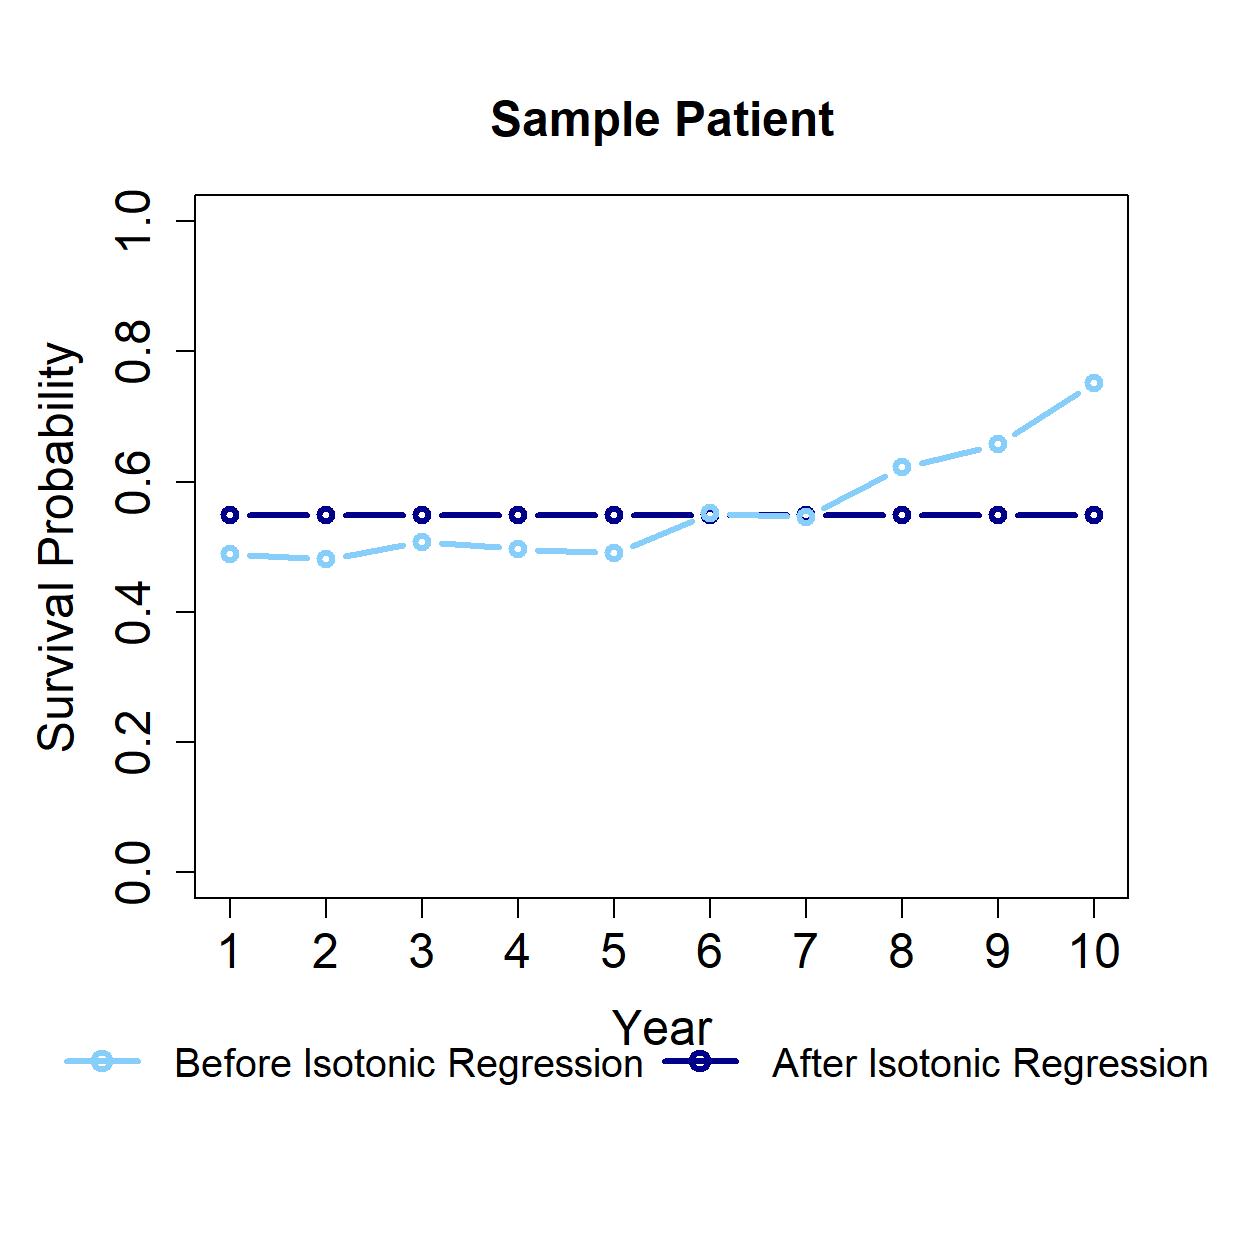 Sample Patient
Survival Probability
1.0
0.8
0.6
0.4
0.2
0.0
1 2 3 4 5 6 7 8 9 10
Year
Before Isotonic Regression After Isotonic Regression